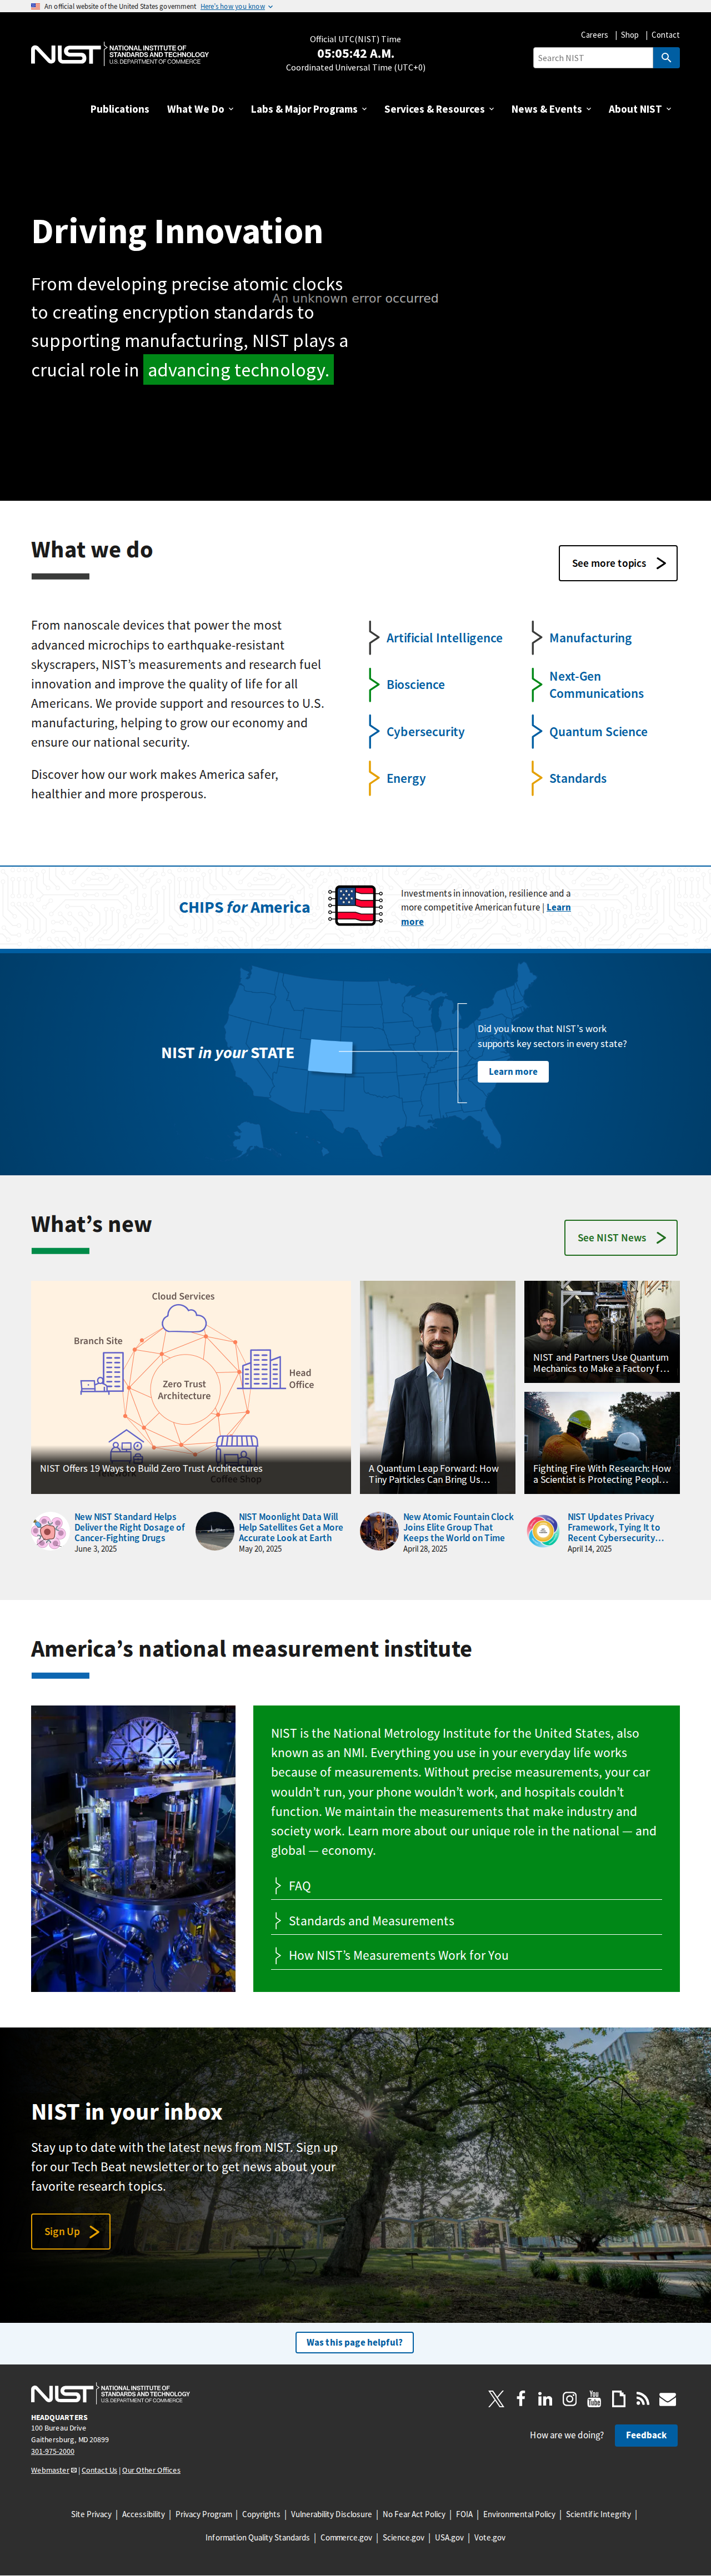 An official website of the United States government Here's how you know
NIST NATIONAL INSTITUTE OF
STANDARDS AND TECHNOLOGY
U.S. DEPARTMENT OF COMMERCE
Official UTC(NIST) Time
05:05:42 A.M.
Coordinated Universal Time (UTC+0)
Careers | Shop | Contact
Search NIST
Publications What We Do Labs & Major Programs Services & Resources News & Events About NIST
Driving Innovation
From developing precise atomic clocks
An unknown error occurred
to creating encryption standards to
supporting manufacturing, NIST plays a
crucial role in advancing technology.
What we do
See more topics
From nanoscale devices that power the most
advanced microchips to earthquake-resistant
skyscrapers, NIST’s measurements and research fuel
innovation and improve the quality of life for all
Americans. We provide support and resources to U.S.
manufacturing, helping to grow our economy and
ensure our national security.
Discover how our work makes America safer,
healthier and more prosperous.
Artificial Intelligence
Bioscience
Cybersecurity
Energy
Manufacturing
Next-Gen
Communications
Quantum Science
Standards
CHIPS for America
Investments in innovation, resilience and a
more competitive American future | Learn
more
NIST in your STATE
Did you know that NIST’s work
supports key sectors in every state?
Learn more
What’s new
See NIST News
Cloud Services
Branch Site
Head
Office
Zero Trust
Architecture
Coffee Shop
NIST Offers 19 Ways to Build Zero Trust Architectures
A Quantum Leap Forward: How
Tiny Particles Can Bring Us…
NIST and Partners Use Quantum
Mechanics to Make a Factory f…
Fighting Fire With Research: How
a Scientist is Protecting Peopl…
New NIST Standard Helps
Deliver the Right Dosage of
Cancer-Fighting Drugs
June 3, 2025
NIST Moonlight Data Will
Help Satellites Get a More
Accurate Look at Earth
May 20, 2025
New Atomic Fountain Clock
Joins Elite Group That
Keeps the World on Time
April 28, 2025
NIST Updates Privacy
Framework, Tying It to
Recent Cybersecurity…
April 14, 2025
America’s national measurement institute
NIST is the National Metrology Institute for the United States, also
known as an NMI. Everything you use in your everyday life works
because of measurements. Without precise measurements, your car
wouldn’t run, your phone wouldn’t work, and hospitals couldn’t
function. We maintain the measurements that make industry and
society work. Learn more about our unique role in the national — and
global — economy.
FAQ
Standards and Measurements
How NIST’s Measurements Work for You
NIST in your inbox
Stay up to date with the latest news from NIST. Sign up
for our Tech Beat newsletter or to get news about your
favorite research topics.
Sign Up
Was this page helpful?
NIST NATIONAL INSTITUTE OF
STANDARDS AND TECHNOLOGY
U.S. DEPARTMENT OF COMMERCE
HEADQUARTERS
100 Bureau Drive
Gaithersburg, MD 20899
301-975-2000
Webmaster | Contact Us | Our Other Offices
You
Tube
How are we doing? Feedback
Site Privacy | Accessibility | Privacy Program | Copyrights | Vulnerability Disclosure | No Fear Act Policy | FOIA | Environmental Policy | Scientific Integrity |
Information Quality Standards | Commerce.gov | Science.gov | USA.gov | Vote.gov